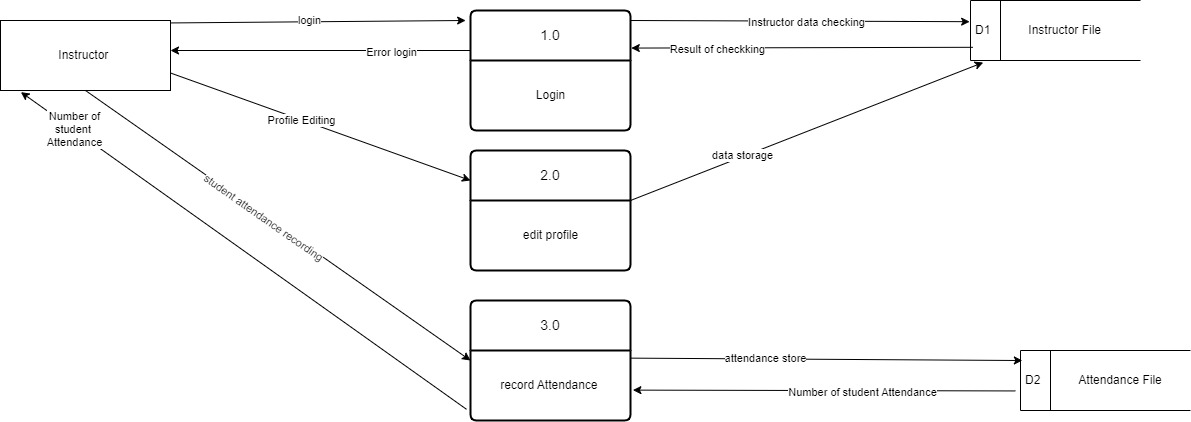 login
1.0
Instructor data checking
D1
Instructor File
Instructor
Error login
Result of checkking
Login
Number of
student
Attendance
Profile Editing
data storage
2.0
student attendance recording
edit profile
3.0
attendance store
record Attendance
Number of student Attendance
D2
Attendance File